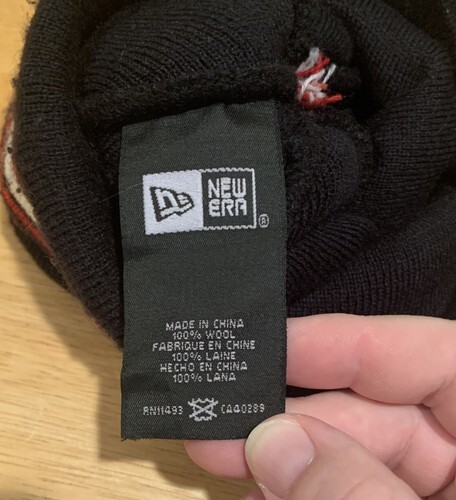 NEW
ERA
®
MADE IN CHINA
100% WOOL
FABRIQUE EN CHINE
100% LAINE
HECHO EN CHINA
100% LANA
RN11493 CA40289